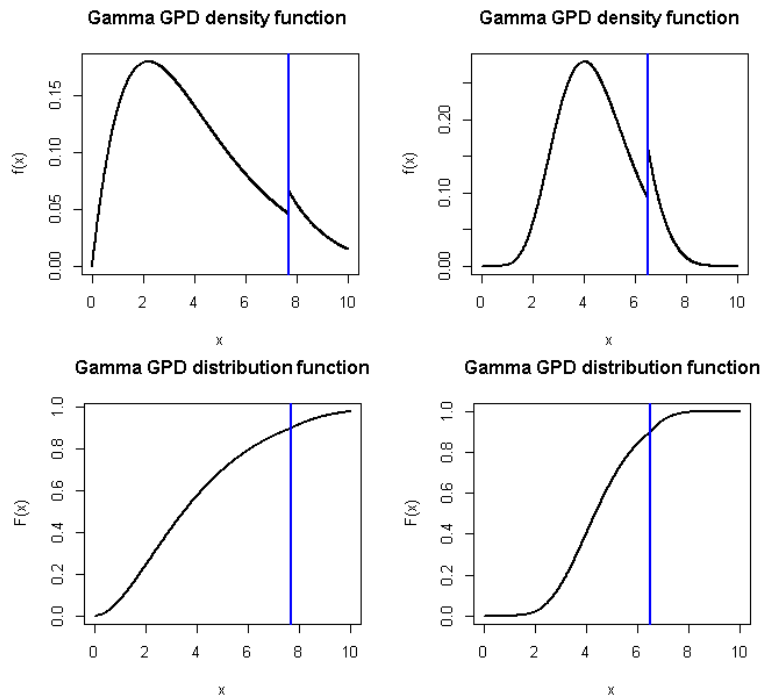 Gamma GPD density function
f(x)
0.00 0.05 0.10 0.15
0 2 4 6 8 10
x
Gamma GPD density function
f(x)
0.00 0.10 0.20
0 2 4 6 8 10
x
Gamma GPD distribution function
F(x)
0.0 0.2 0.4 0.6 0.8 1.0
0 2 4 6 8 10
x
Gamma GPD distribution function
F(x)
0.0 0.2 0.4 0.6 0.8 1.0
0 2 4 6 8 10
x